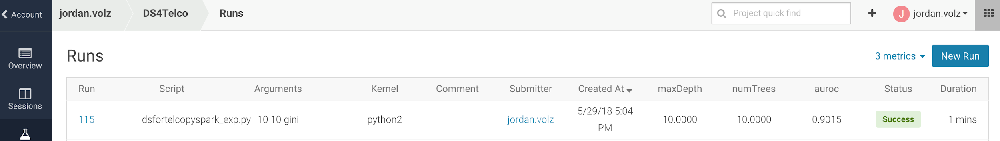 Account
jordan.volz
DS4Telco
Runs
Project quick find
J
jordan.volz
Overview
Sessions
Runs
3 metrics
New Run
Run Script Arguments Kernel Comment Submitter Created At maxDepth numTrees auroc Status Duration
115 dsfortelcopyspark_exp.py 10 10 gini python2 jordan.volz 5/29/18 5:04 PM 10.0000 10.0000 0.9015 Success 1 mins